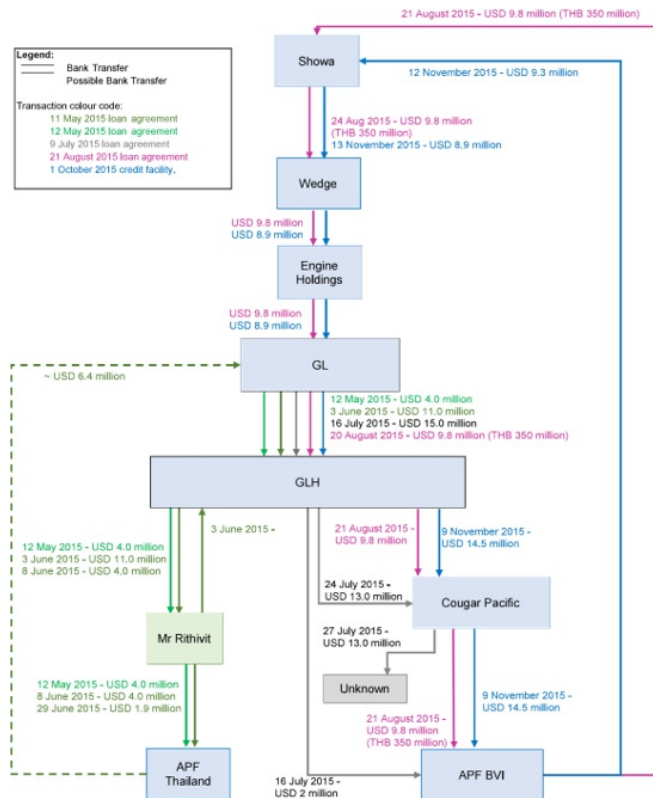 21 August 2015 - USD 9.8 million (THB 350 million)
Legend:
Bank Transfer
Possible Bank Transfer
Transaction colour code:
11 May 2015 loan agreement
12 May 2015 loan agreement
9 July 2015 loan agreement
21 August 2015 loan agreement
1 October 2015 credit facility.
Showa
12 November 2015 - USD 9.3 million
24 Aug 2015 - USD 9.8 million
(THB 350 million)
13 November 2015 - USD 8.9 million
Wedge
USD 9.8 million
USD 8.9 million
Engine
Holdings
USD 9.8 million
USD 8.9 million
GL
~ USD 6.4 million
12 May 2015 - USD 4.0 million
3 June 2015 - USD 11.0 million
16 July 2015 - USD 15.0 million
20 August 2015 - USD 9.8 million (THB 350 million)
GLH
3 June 2015 -
12 May 2015 - USD 4.0 million
3 June 2015 - USD 11.0 million
8 June 2015 - USD 4.0 million
21 August 2015 -
USD 9.8 million
9 November 2015 -
USD 14.5 million
24 July 2015 -
USD 13.0 million
Cougar Pacific
Mr Rithivit
27 July 2015 -
USD 13.0 million
Unknown
12 May 2015 - USD 4.0 million
8 June 2015 - USD 4.0 million
29 June 2015 - USD 1.9 million
9 November 2015 -
USD 14.5 million
21 August 2015 -
USD 9.8 million
(THB 350 million)
APF
Thailand
16 July 2015 -
USD 2 million
APF BVI